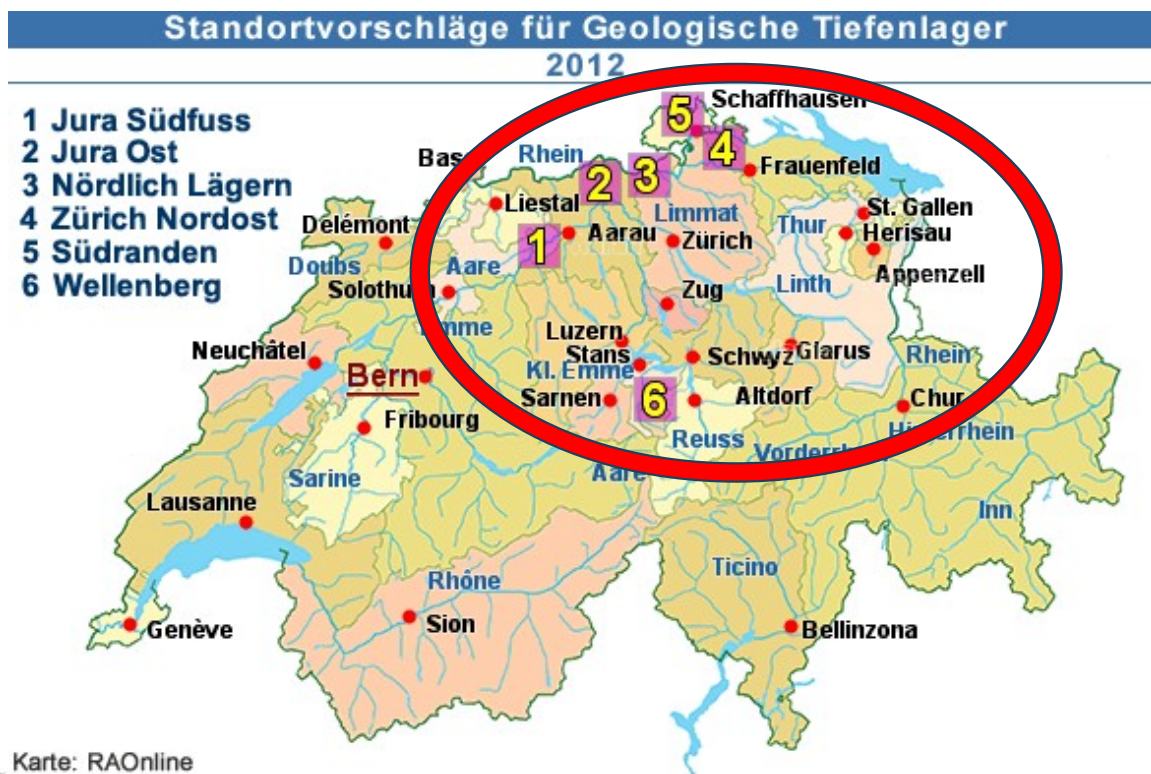 Standortvorschläge für Geologische Tiefenlager
2012
1 Jura Südfuss
2 Jura Ost
3 Nördlich Lägern
4 Zürich Nordost
5 Südranden
6 Wellenberg
5
Schaffhausen
4
Rhein
Frauenfeld
2
3
Liestal
Limmat
St. Gallen
Delémont
1
Aarau
Zürich
Thur
Herisau
Doubs
Aare
Appenzell
Solothurn
Linth
Zug
Luzern
Neuchâtel
Stans
Schwyz
Glarus
Rhein
Bern
Kl. Emme
Sarnen
6
Altdorf
Chur
Fribourg
Reuss
Aare
Sarine
Lausanne
Inn
Ticino
Rhône
Genève
Sion
Bellinzona
Karte: RAOnline